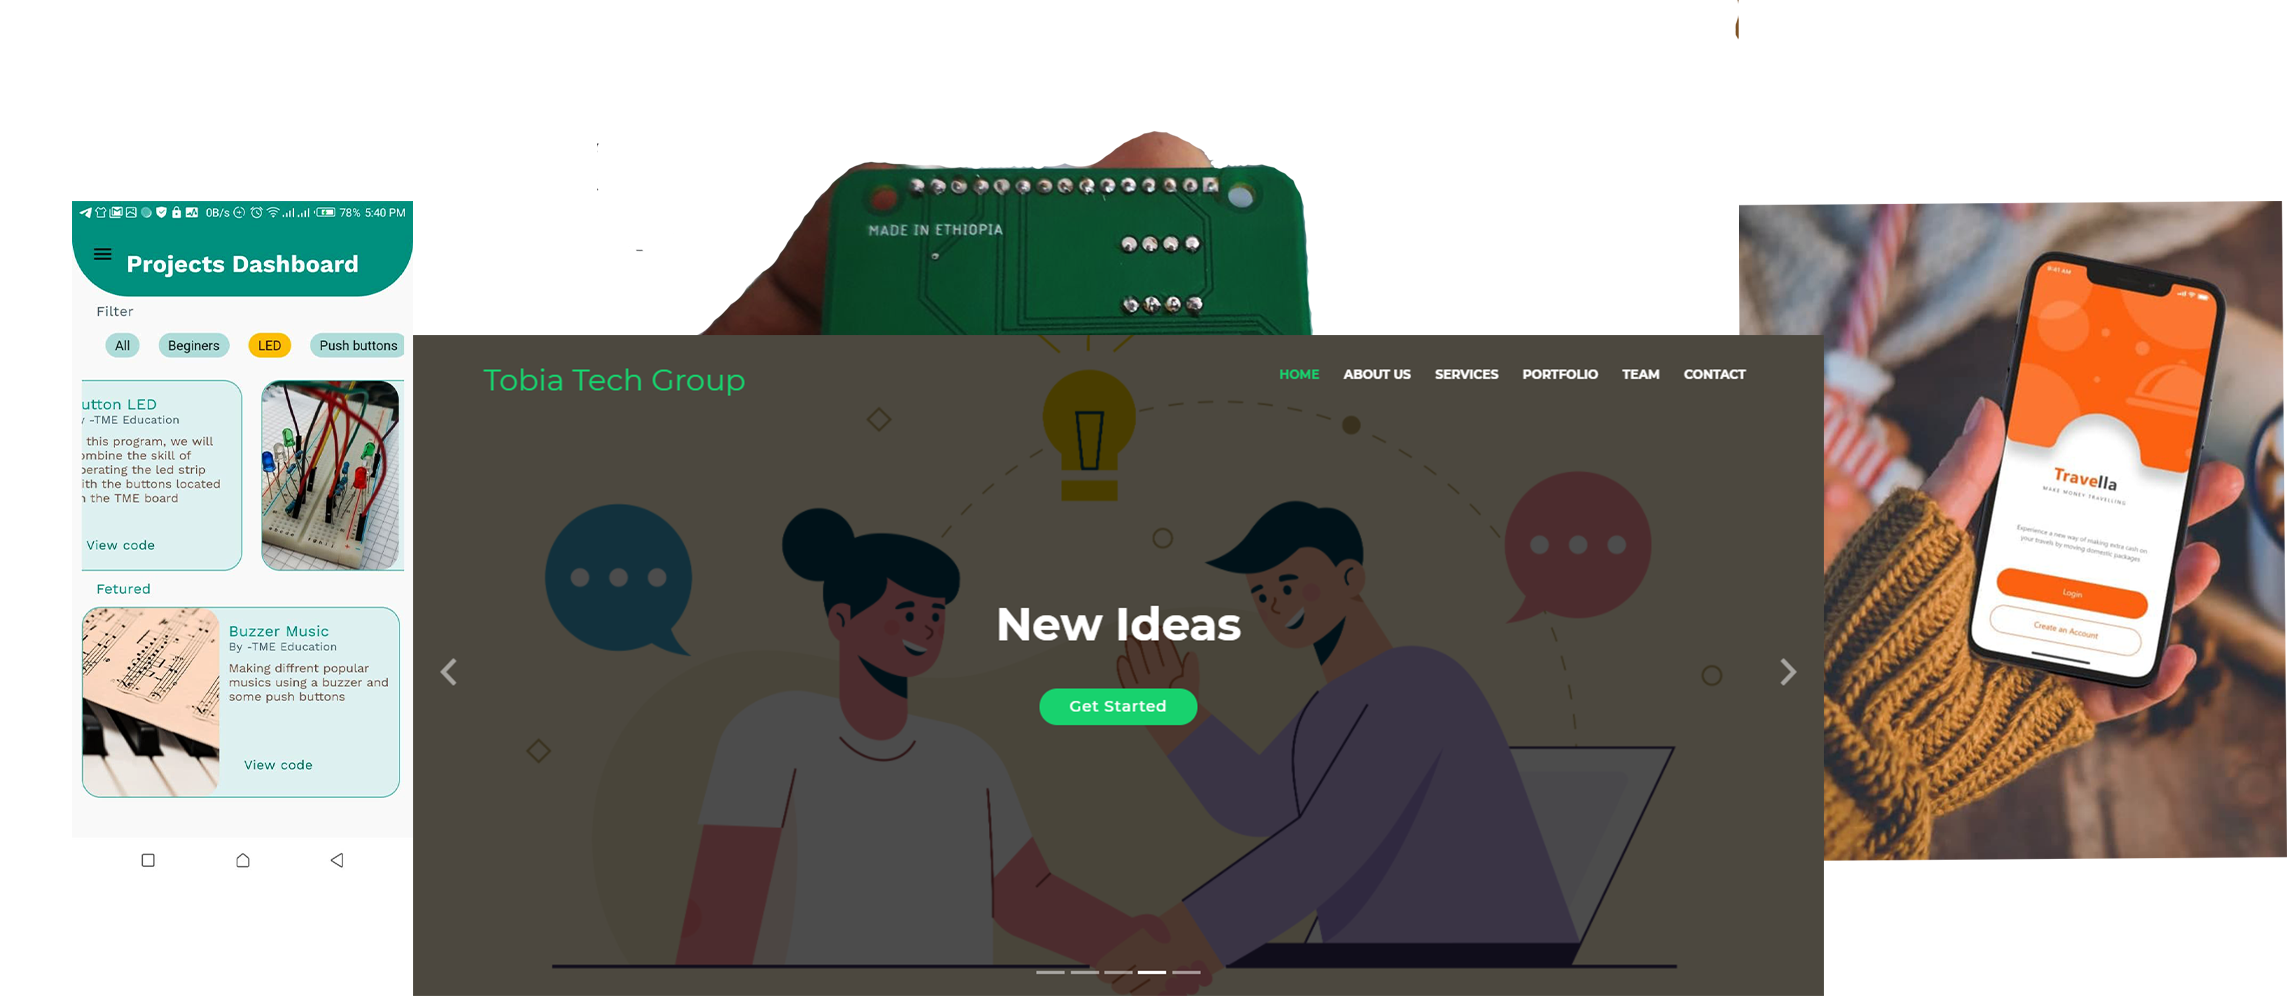 0B/s 78% 5:40 PM
Projects Dashboard
Filter
All Beginers LED Push buttons
utton LED
y -TME Education
this program, we will
ombine the skill of
perating the led strip
ith the buttons located
n the TME board
View code
Fetured
Buzzer Music
By -TME Education
Making diffrent popular
musics using a buzzer and
some push buttons
View code
MADE IN ETHIOPIA
Tobia Tech Group
HOME ABOUT US SERVICES PORTFOLIO TEAM CONTACT
New Ideas
Get Started
9:41 AM
Travella
MAKE MONEY TRAVELLING
Experience a new way of making extra cash on
your travels by moving domestic packages
Login
Create an Account